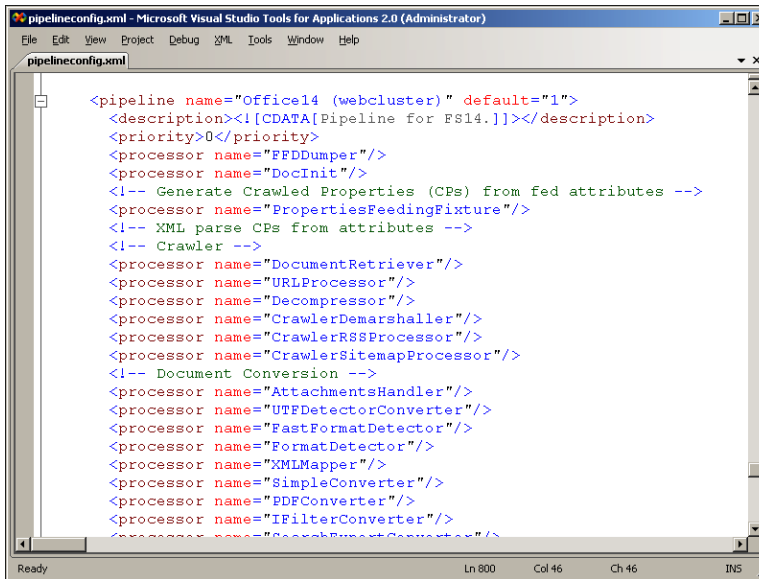 pipelineconfig.xml - Microsoft Visual Studio Tools for Applications 2.0 (Administrator)
File Edit View Project Debug XML Tools Window Help
pipelineconfig.xml
<pipeline name="Office14 (webcluster)" default="1">
<description><![CDATA[Pipeline for FS14.]]></description>
<priority>0</priority>
<processor name="FFDDumper"/>
<processor name="DocInit"/>
<!-- Generate Crawled Properties (CPs) from fed attributes -->
<processor name="PropertiesFeedingFixture"/>
<!-- XML parse CPs from attributes -->
<!-- Crawler -->
<processor name="DocumentRetriever"/>
<processor name="URLProcessor"/>
<processor name="Decompressor"/>
<processor name="CrawlerDemarshaller"/>
<processor name="CrawlerRSSProcessor"/>
<processor name="CrawlerSitemapProcessor"/>
<!-- Document Conversion -->
<processor name="AttachmentsHandler"/>
<processor name="UTFDetectorConverter"/>
<processor name="FastFormatDetector"/>
<processor name="FormatDetector"/>
<processor name="XMLMapper"/>
<processor name="SimpleConverter"/>
<processor name="PDFConverter"/>
<processor name="IFilterConverter"/>
<processor name="SearchExportConverter"/>
Ready Ln 800 Col 46 Ch 46 INS